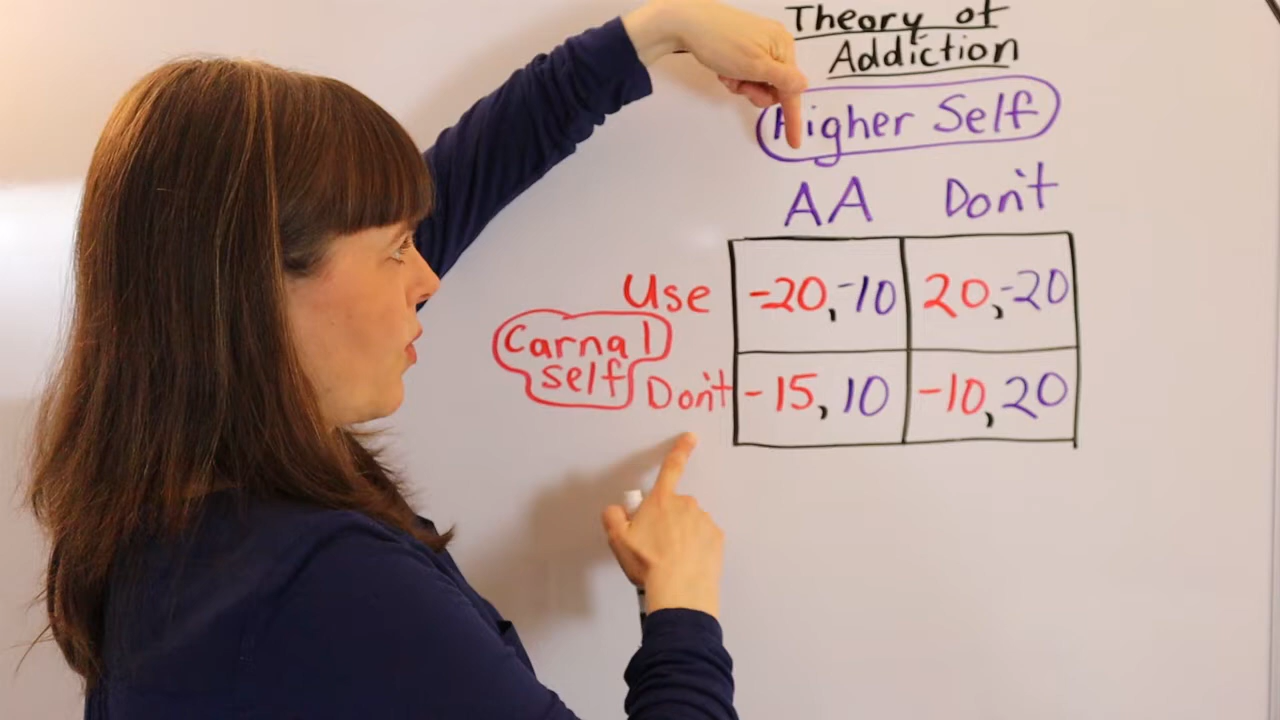 Theory of
Addiction
Higher Self
AA Don't
Use -20,-10 20,-20
Carnal
self
Don't -15,10 -10,20